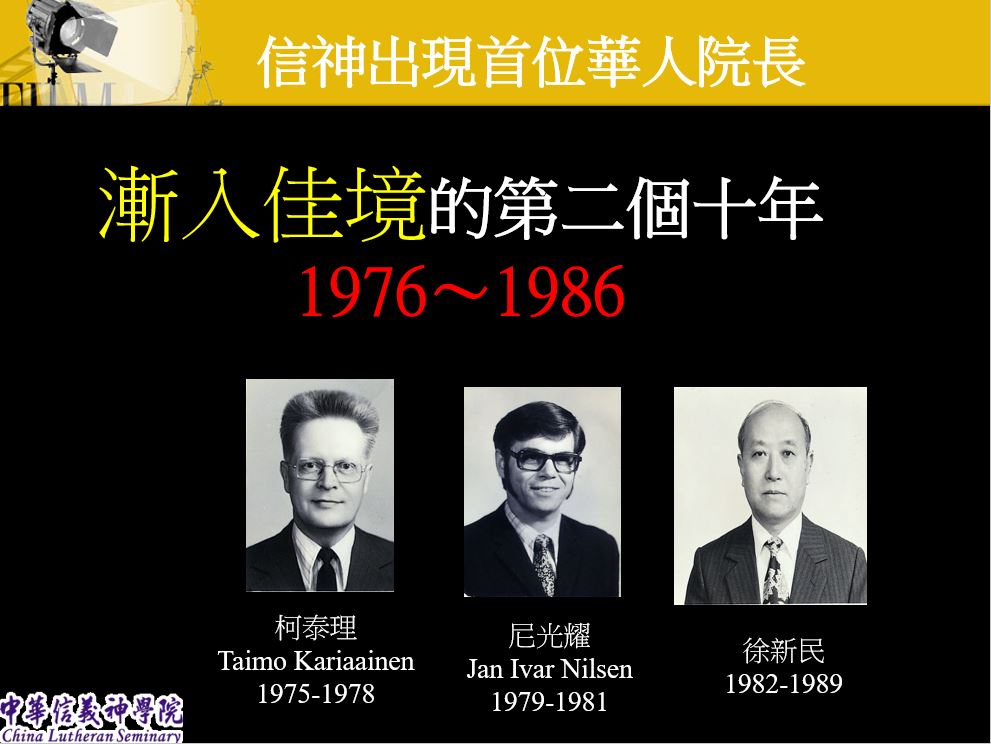 信神出現首位華人院長
FILM
漸入佳境的第二個十年
1976～1986
柯泰理
Taimo Kariaainen
1975-1978
尼光耀
Jan Ivar Nilsen
1979-1981
徐新民
1982-1989
中華信義神學院
China Lutheran Seminary